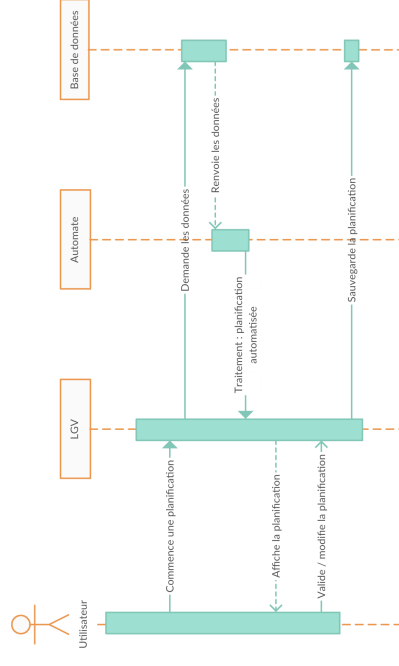 Utilisateur
LGV
Automate
Base de données
Commence une planification
Demande les données
Renvoie les données
Traitement : planification
automatisée
Affiche la planification
Valide / modifie la planification
Sauvegarde la planification